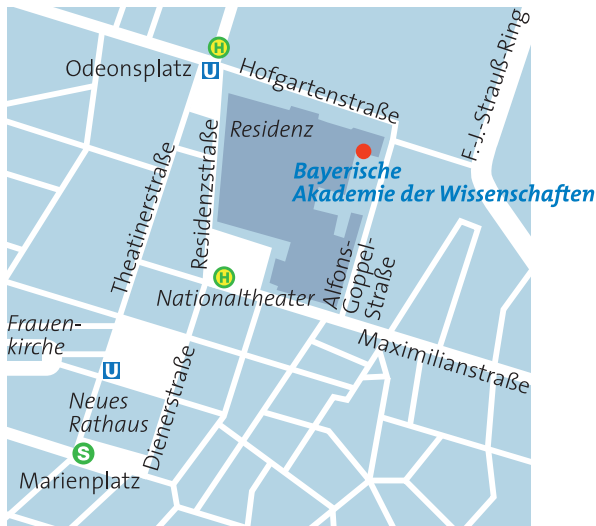 H
Odeonsplatz
U
Hofgartenstraße
F.-J.-Strauß-Ring
Residenz
Bayerische
Akademie der Wissenschaften
Theatinerstraße
Residenzstraße
Alfons-
Goppel-
Straße
H
Nationaltheater
Frauen-
kirche
Maximilianstraße
U
Neues
Rathaus
Dienerstraße
S
Marienplatz